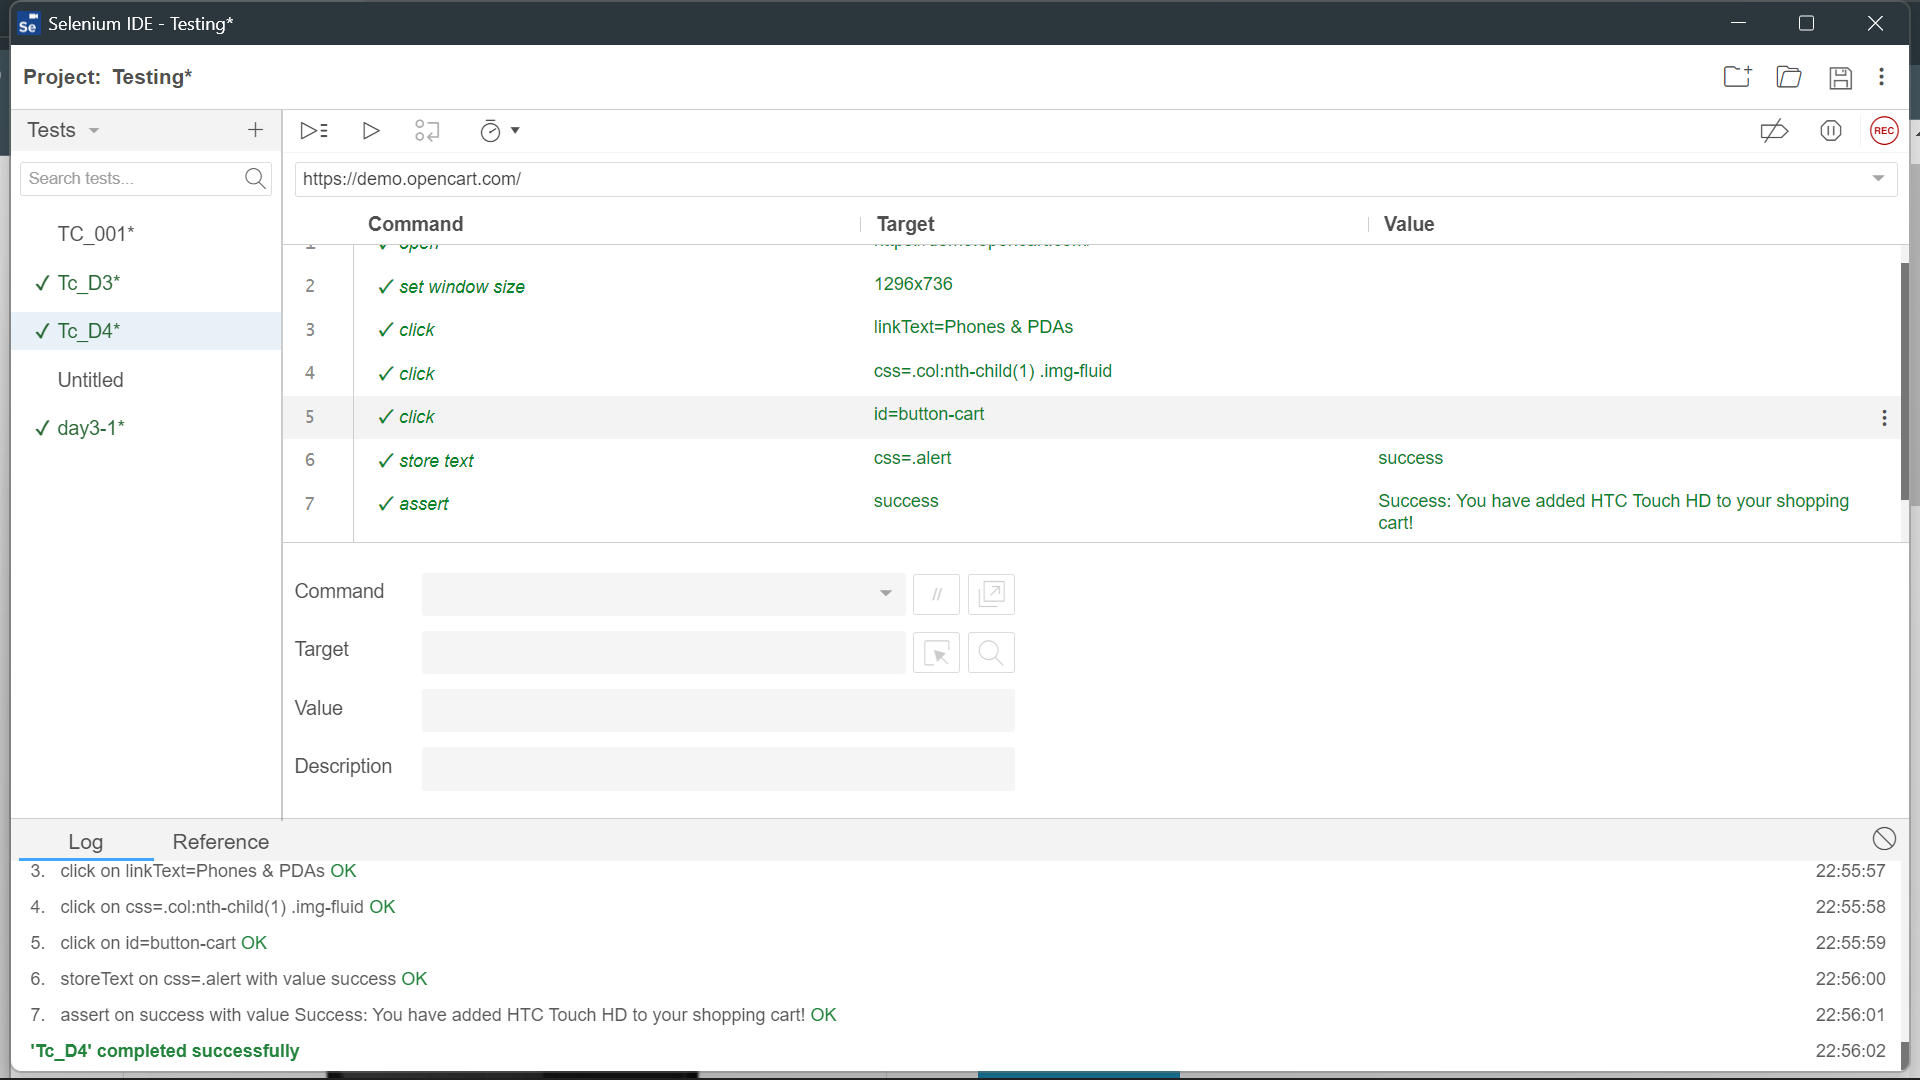 Se Selenium IDE - Testing*
Project: Testing*
Tests
Search tests...
https://demo.opencart.com/
REC
Command Target Value
TC_001*
✓ Tc_D3*
✓ Tc_D4*
Untitled
✓ day3-1*
1 ✓ open https://demo.opencart.com/
2 ✓ set window size 1296x736
3 ✓ click linkText=Phones & PDAs
4 ✓ click css=.col:nth-child(1) .img-fluid
5 ✓ click id=button-cart
6 ✓ store text css=.alert success
7 ✓ assert success Success: You have added HTC Touch HD to your shopping
cart!
Command //
Target
Value
Description
Log Reference
3. click on linkText=Phones & PDAs OK 22:55:57
4. click on css=.col:nth-child(1) .img-fluid OK 22:55:58
5. click on id=button-cart OK 22:55:59
6. storeText on css=.alert with value success OK 22:56:00
7. assert on success with value Success: You have added HTC Touch HD to your shopping cart! OK 22:56:01
'Tc_D4' completed successfully 22:56:02